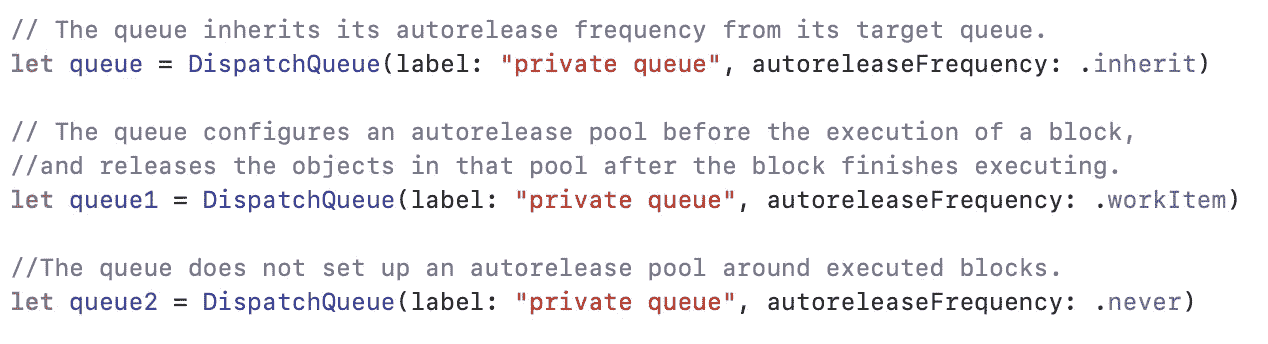 // The queue inherits its autorelease frequency from its target queue.
let queue = DispatchQueue(label: "private queue", autoreleaseFrequency: .inherit)
// The queue configures an autorelease pool before the execution of a block,
//and releases the objects in that pool after the block finishes executing.
let queue1 = DispatchQueue(label: "private queue", autoreleaseFrequency: .workItem)
//The queue does not set up an autorelease pool around executed blocks.
let queue2 = DispatchQueue(label: "private queue", autoreleaseFrequency: .never)